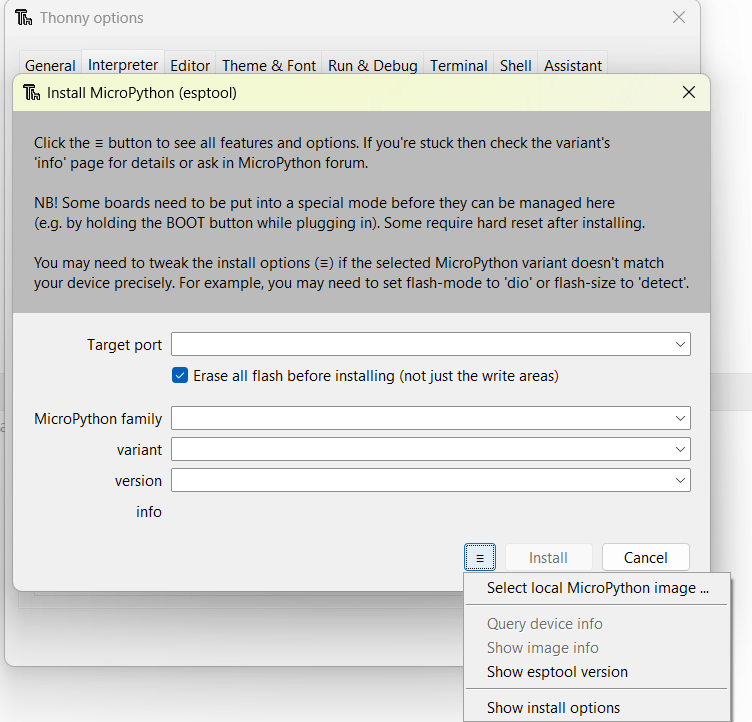 Thonny options
General Interpreter Editor Theme & Font Run & Debug Terminal Shell Assistant
Install MicroPython (esptool)
Click the ≡ button to see all features and options. If you're stuck then check the variant's
'info' page for details or ask in MicroPython forum.
NB! Some boards need to be put into a special mode before they can be managed here
(e.g. by holding the BOOT button while plugging in). Some require hard reset after installing.
You may need to tweak the install options (≡) if the selected MicroPython variant doesn't match
your device precisely. For example, you may need to set flash-mode to 'dio' or flash-size to 'detect'.
Target port
Erase all flash before installing (not just the write areas)
MicroPython family
variant
version
info
≡ Install Cancel
Select local MicroPython image ...
Query device info
Show image info
Show esptool version
Show install options